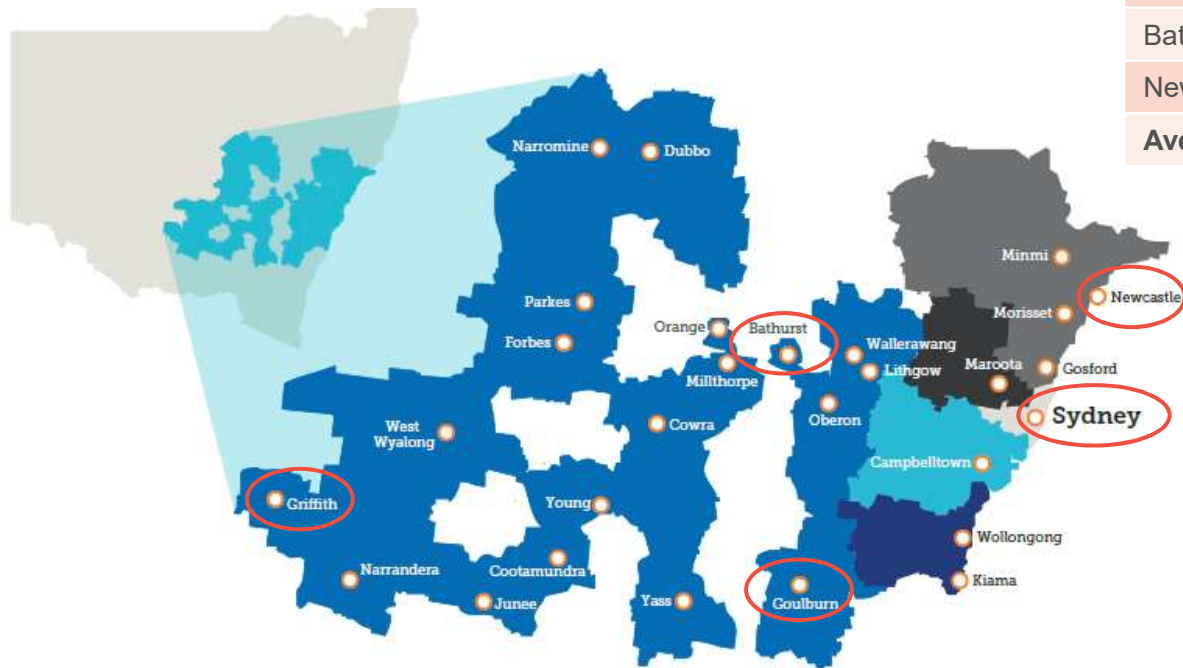 Bat
New
Ave
Narromine
Dubbo
Minmi
Newcastle
Parkes
Morisset
Orange
Bathurst
Forbes
Wallerawang
Millthorpe
Lithgow
Maroota
Gosford
Oberon
Sydney
West
Wyalong
Cowra
Campbelltown
Griffith
Young
Wollongong
Cootamundra
Narrandera
Kiama
Junee
Yass
Goulburn